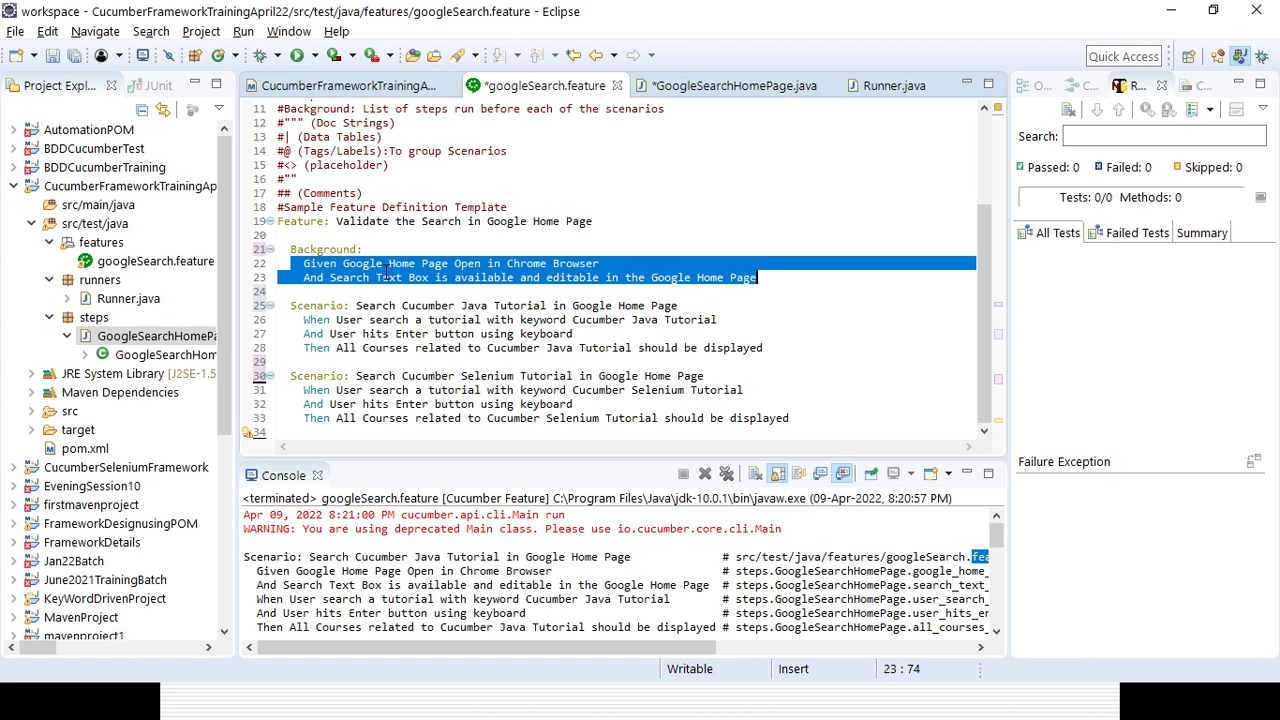 workspace - CucumberFrameworkTrainingApril22/src/test/java/features/googleSearch.feature - Eclipse
File Edit Navigate Search Project Run Window Help
Quick Access
Project Expl...
JUnit
AutomationPOM
BDDCucumberTest
BDDCucumberTraining
CucumberFrameworkTrainingAp
src/main/java
src/test/java
features
googleSearch.feature
runners
Runner.java
steps
GoogleSearchHomePa
GoogleSearchHom
JRE System Library [J2SE-1.5
Maven Dependencies
src
target
pom.xml
CucumberSeleniumFramework
EveningSession10
firstmavenproject
FrameworkDesignusingPOM
FrameworkDetails
Jan22Batch
June2021TrainingBatch
KeyWordDrivenProject
MavenProject
mavenproject1
CucumberFrameworkTrainingA...
*googleSearch.feature
*GoogleSearchHomePage.java
Runner.java
11 #Background: List of steps run before each of the scenarios
12 #""" (Doc Strings)
13 #| (Data Tables)
14 #@ (Tags/Labels):To group Scenarios
15 #<> (placeholder)
16 #""
17 ## (Comments)
18 #Sample Feature Definition Template
19 Feature: Validate the Search in Google Home Page
20
21 Background:
22 Given Google Home Page Open in Chrome Browser
23 And Search Text Box is available and editable in the Google Home Page
24
25 Scenario: Search Cucumber Java Tutorial in Google Home Page
26 When User search a tutorial with keyword Cucumber Java Tutorial
27 And User hits Enter button using keyboard
28 Then All Courses related to Cucumber Java Tutorial should be displayed
29
30 Scenario: Search Cucumber Selenium Tutorial in Google Home Page
31 When User search a tutorial with keyword Cucumber Selenium Tutorial
32 And User hits Enter button using keyboard
33 Then All Courses related to Cucumber Selenium Tutorial should be displayed
34
Console
<terminated> googleSearch.feature [Cucumber Feature] C:\Program Files\Java\jdk-10.0.1\bin\javaw.exe (09-Apr-2022, 8:20:57 PM)
Apr 09, 2022 8:21:00 PM cucumber.api.cli.Main run
WARNING: You are using deprecated Main class. Please use io.cucumber.core.cli.Main
Scenario: Search Cucumber Java Tutorial in Google Home Page # src/test/java/features/googleSearch.fea
Given Google Home Page Open in Chrome Browser # steps.GoogleSearchHomePage.google_home_
And Search Text Box is available and editable in the Google Home Page # steps.GoogleSearchHomePage.search_text_
When User search a tutorial with keyword Cucumber Java Tutorial # steps.GoogleSearchHomePage.user_search_
And User hits Enter button using keyboard # steps.GoogleSearchHomePage.user_hits_en
Then All Courses related to Cucumber Java Tutorial should be displayed # steps.GoogleSearchHomePage.all_courses_
O...
C...
R...
C...
Search:
Passed: 0 Failed: 0 Skipped: 0
Tests: 0/0 Methods: 0
All Tests Failed Tests Summary
Failure Exception
Writable Insert 23 : 74